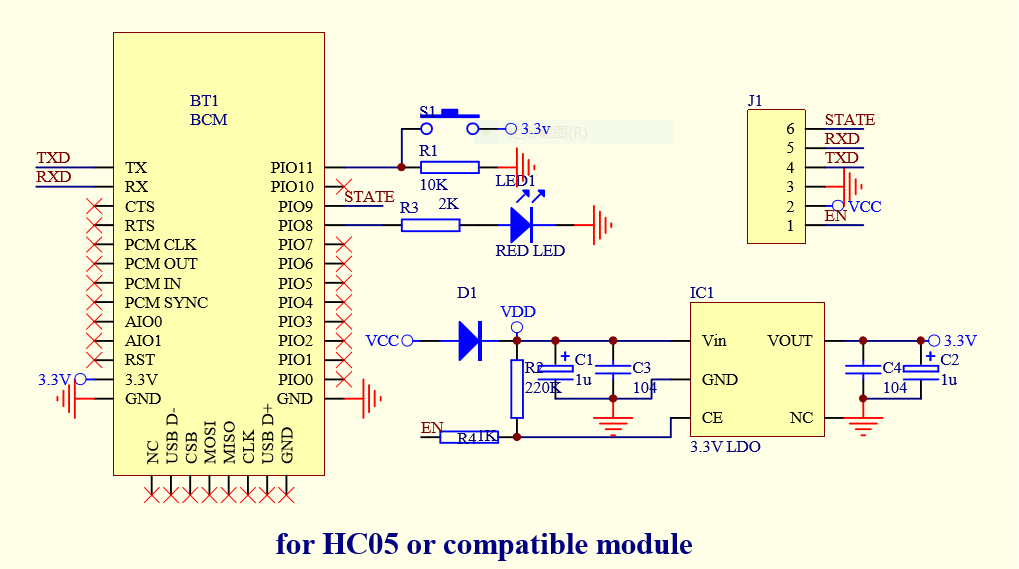 BT1
BCM
TXD
RXD
TX
RX
CTS
RTS
PCM CLK
PCM OUT
PCM IN
PCM SYNC
AIO0
AIO1
RST
3.3V
3.3V
GND
PIO11
PIO10
PIO9
PIO8
PIO7
PIO6
PIO5
PIO4
PIO3
PIO2
PIO1
PIO0
GND
NC
USB D-
CSB
MOSI
MISO
CLK
USB D+
GND
S1
3.3v
R1
10K
STATE
LED1
R3
2K
RED LED
J1
6
5
4
3
2
1
STATE
RXD
TXD
VCC
EN
D1
VCC
VDD
R2
220K
C1
1u
C3
104
EN
R4
1K
IC1
Vin
GND
CE
VOUT
NC
3.3V LDO
3.3V
C4
104
C2
1u
for HC05 or compatible module